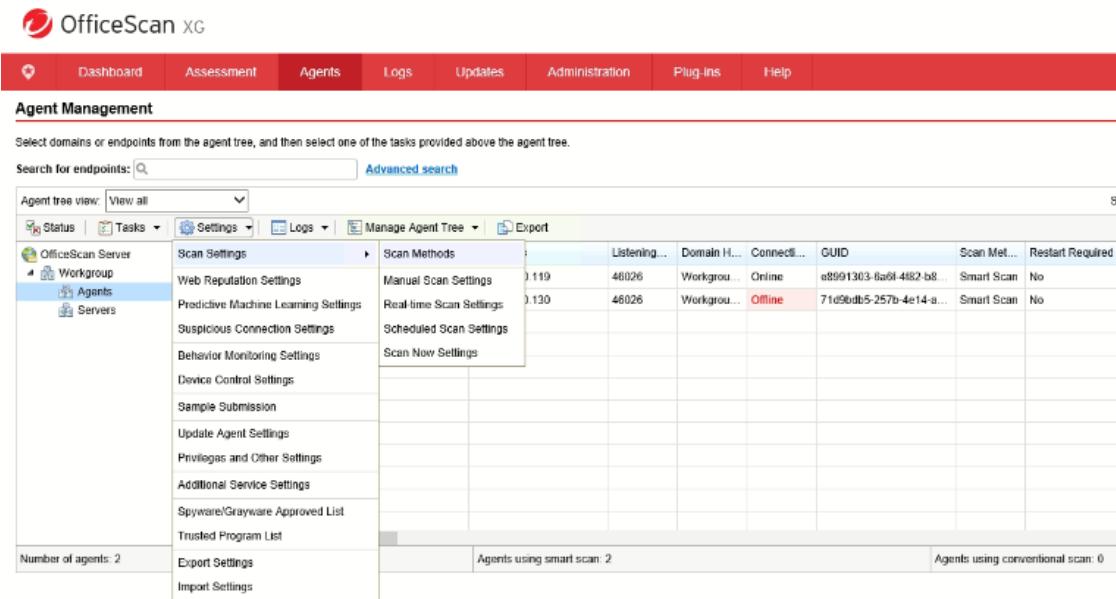 OfficeScan XG
Dashboard Assessment Agents Logs Updates Administration Plug-ins Help
Agent Management
Select domains or endpoints from the agent tree, and then select one of the tasks provided above the agent tree.
Search for endpoints: Advanced search
Agent tree view: View all S
Status Tasks Settings Logs Manage Agent Tree Export
OfficeScan Server Scan Settings Scan Methods Listening... Domain H... Connecti... GUID Scan Met... Restart Required
Workgroup Web Reputation Settings Manual Scan Settings 0.119 46026 Workgrou... Online e8991303-6a6f-4f82-b8... Smart Scan No
Agents Predictive Machine Learning Settings Real-time Scan Settings 0.130 46026 Workgrou... Offline 71d9bdb5-257b-4e14-a... Smart Scan No
Servers Suspicious Connection Settings Scheduled Scan Settings
Behavior Monitoring Settings Scan Now Settings
Device Control Settings
Sample Submission
Update Agent Settings
Privileges and Other Settings
Additional Service Settings
Spyware/Grayware Approved List
Trusted Program List
Number of agents: 2 Export Settings Agents using smart scan: 2 Agents using conventional scan: 0
Import Settings